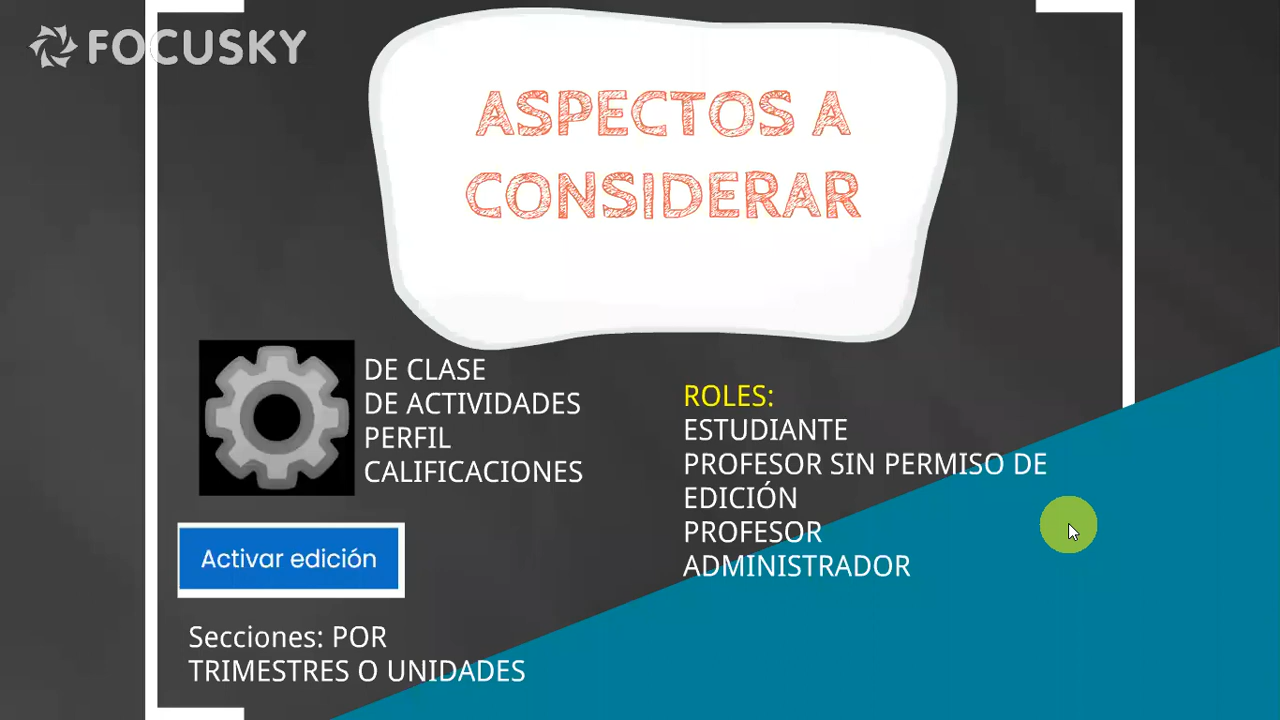 FOCUSKY
ASPECTOS A
CONSIDERAR
DE CLASE
DE ACTIVIDADES
PERFIL
CALIFICACIONES
Activar edición
Secciones: POR
TRIMESTRES O UNIDADES
ROLES:
ESTUDIANTE
PROFESOR SIN PERMISO DE
EDICIÓN
PROFESOR
ADMINISTRADOR